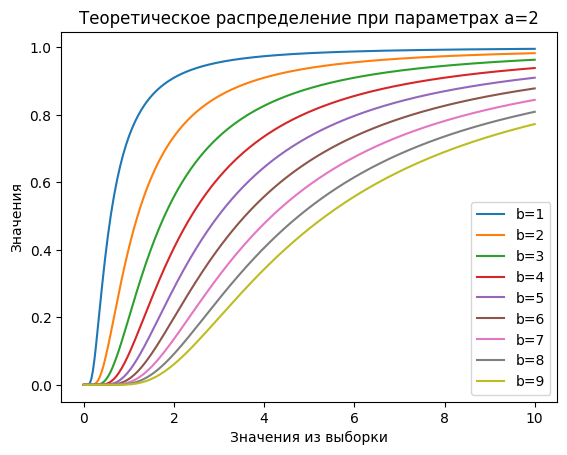 Теоретическое распределение при параметрах a=2
Значения
1.0
0.8
0.6
0.4
0.2
0.0
b=1
b=2
b=3
b=4
b=5
b=6
b=7
b=8
b=9
0 2 4 6 8 10
Значения из выборки